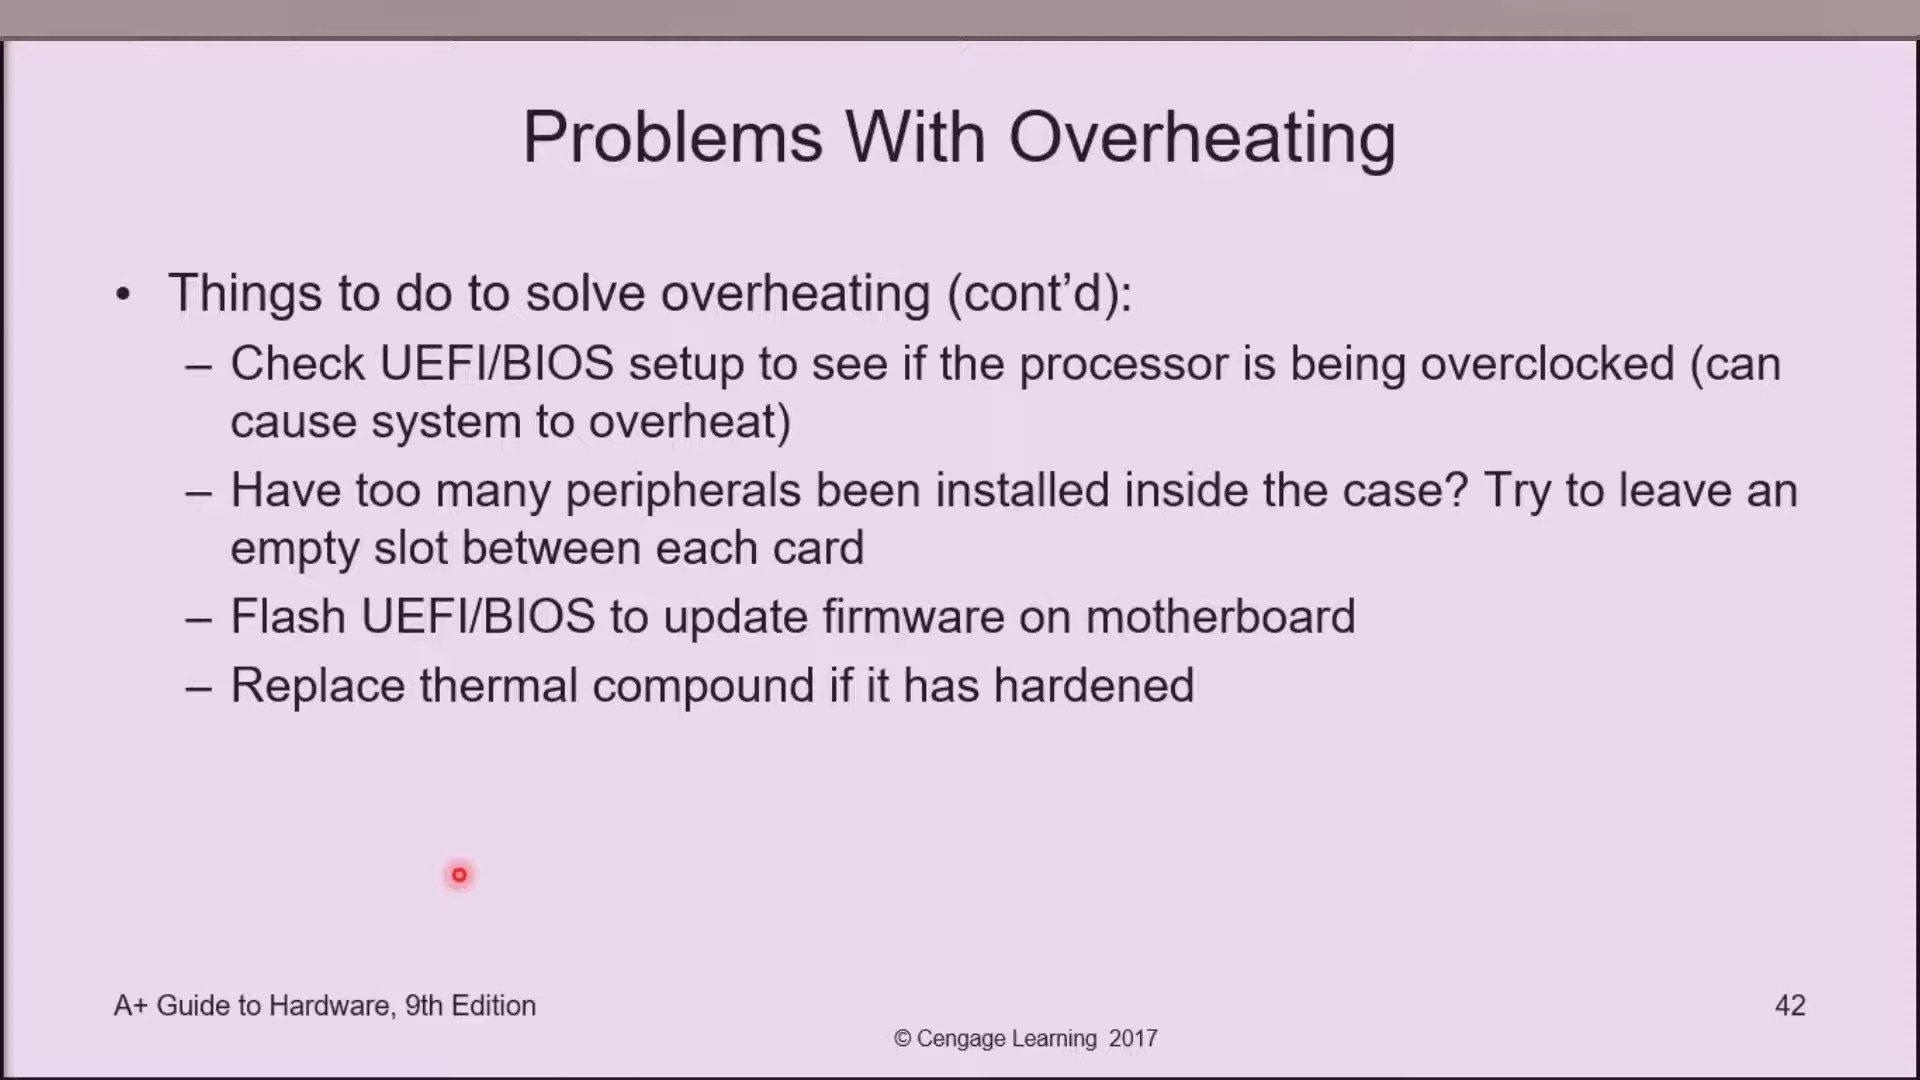 Problems With Overheating
• Things to do to solve overheating (cont’d):
– Check UEFI/BIOS setup to see if the processor is being overclocked (can
cause system to overheat)
– Have too many peripherals been installed inside the case? Try to leave an
empty slot between each card
– Flash UEFI/BIOS to update firmware on motherboard
– Replace thermal compound if it has hardened
A+ Guide to Hardware, 9th Edition
42
© Cengage Learning 2017